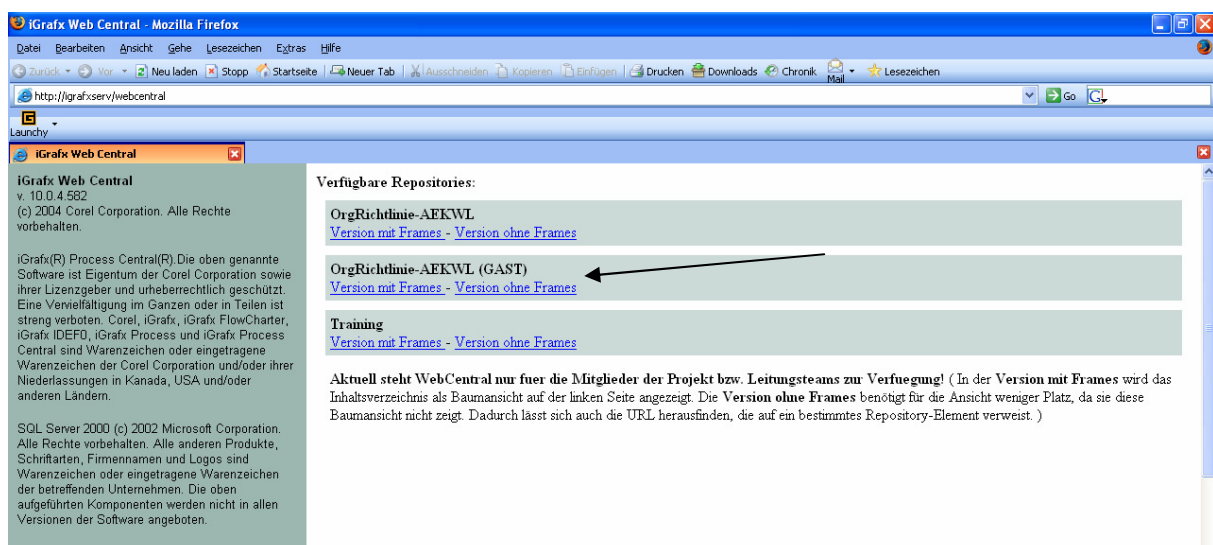 iGrafx Web Central - Mozilla Firefox
Datei Bearbeiten Ansicht Gehe Lesezeichen Extras Hilfe
Zurück Vor Neu laden Stopp Startseite Neuer Tab Ausschneiden Kopieren Einfügen Drucken Downloads Chronik Mail Lesezeichen
http://igrafxserv/webcentral Go G
Launchy
iGrafx Web Central
iGrafx Web Central
v. 10.0.4.582
(c) 2004 Corel Corporation. Alle Rechte
vorbehalten.
iGrafx(R) Process Central(R).Die oben genannte
Software ist Eigentum der Corel Corporation sowie
ihrer Lizenzgeber und urheberrechtlich geschützt.
Eine Vervielfältigung im Ganzen oder in Teilen ist
streng verboten. Corel, iGrafx, iGrafx FlowCharter,
iGrafx IDEF0, iGrafx Process und iGrafx Process
Central sind Warenzeichen oder eingetragene
Warenzeichen der Corel Corporation und/oder ihrer
Niederlassungen in Kanada, USA und/oder
anderen Ländern.
SQL Server 2000 (c) 2002 Microsoft Corporation.
Alle Rechte vorbehalten. Alle anderen Produkte,
Schriftarten, Firmennamen und Logos sind
Warenzeichen oder eingetragene Warenzeichen
der betreffenden Unternehmen. Die oben
aufgeführten Komponenten werden nicht in allen
Versionen der Software angeboten.
Verfügbare Repositories:
OrgRichtlinie-AEKWL
Version mit Frames - Version ohne Frames
OrgRichtlinie-AEKWL (GAST)
Version mit Frames - Version ohne Frames
Training
Version mit Frames - Version ohne Frames
Aktuell steht WebCentral nur fuer die Mitglieder der Projekt bzw. Leitungsteams zur Verfuegung! ( In der Version mit Frames wird das
Inhaltsverzeichnis als Baumansicht auf der linken Seite angezeigt. Die Version ohne Frames benötigt für die Ansicht weniger Platz, da sie diese
Baumansicht nicht zeigt. Dadurch lässt sich auch die URL herausfinden, die auf ein bestimmtes Repository-Element verweist. )